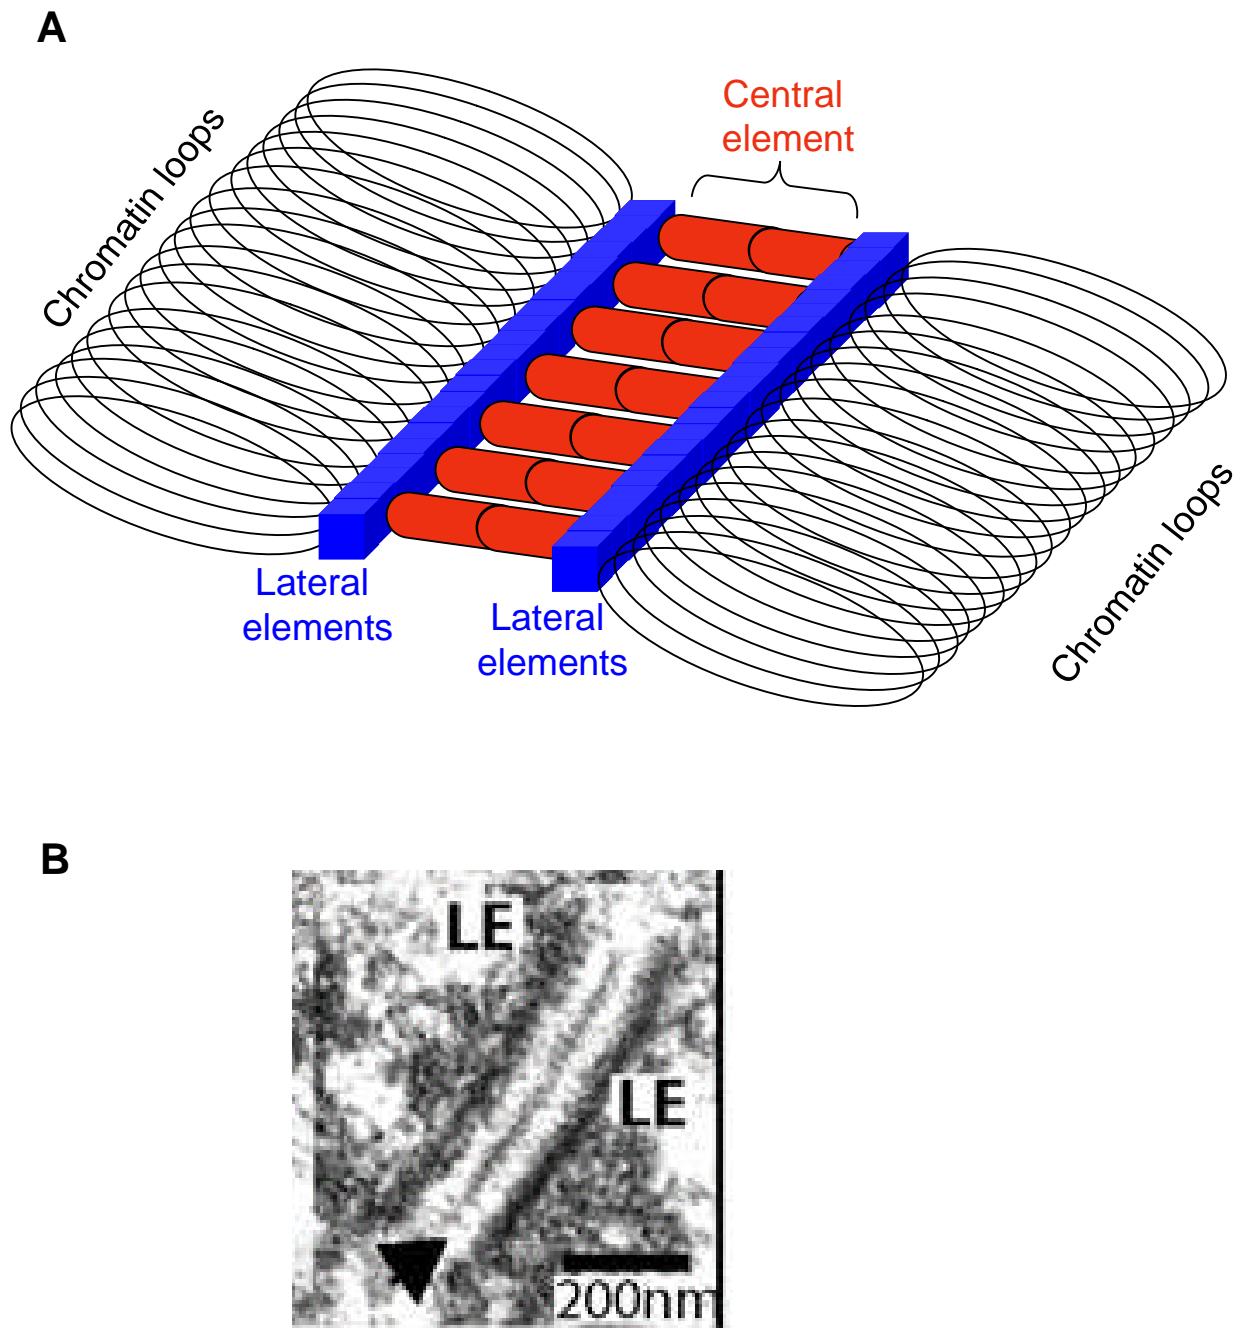 A
Central
element
Chromatin loops
Lateral
elements
Lateral
elements
Chromatin loops
B
LE
LE
200nm